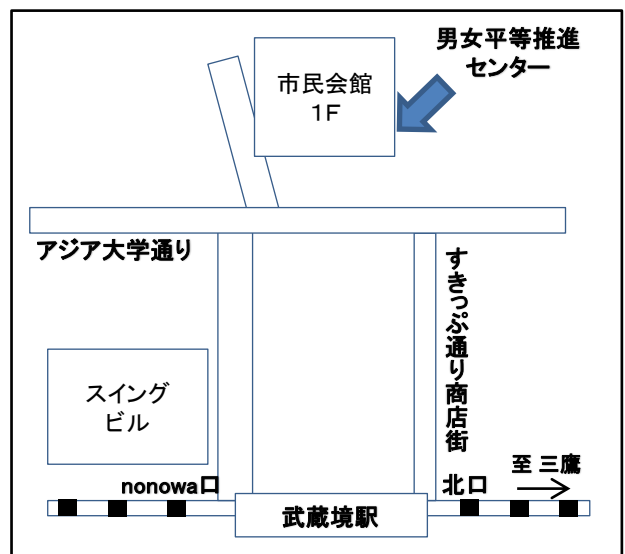 男女平等推進
センター
市民会館
１Ｆ
アジア大学通り
すきっぷ通り商店街
スイング
ビル
nonowa口
北口
至 三鷹
武蔵境駅